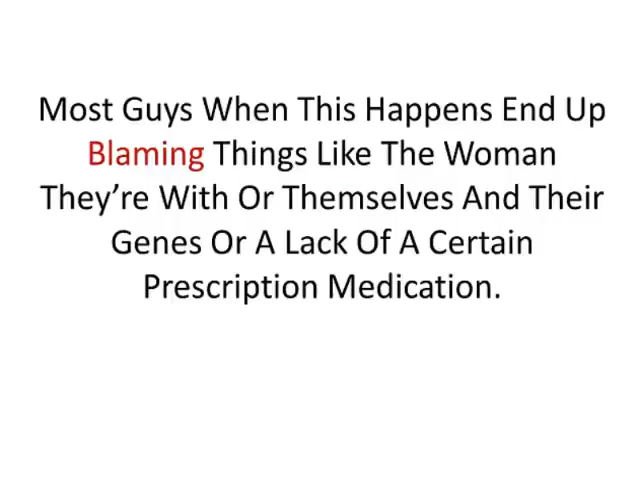 Most Guys When This Happens End Up
Blaming Things Like The Woman
They’re With Or Themselves And Their
Genes Or A Lack Of A Certain
Prescription Medication.